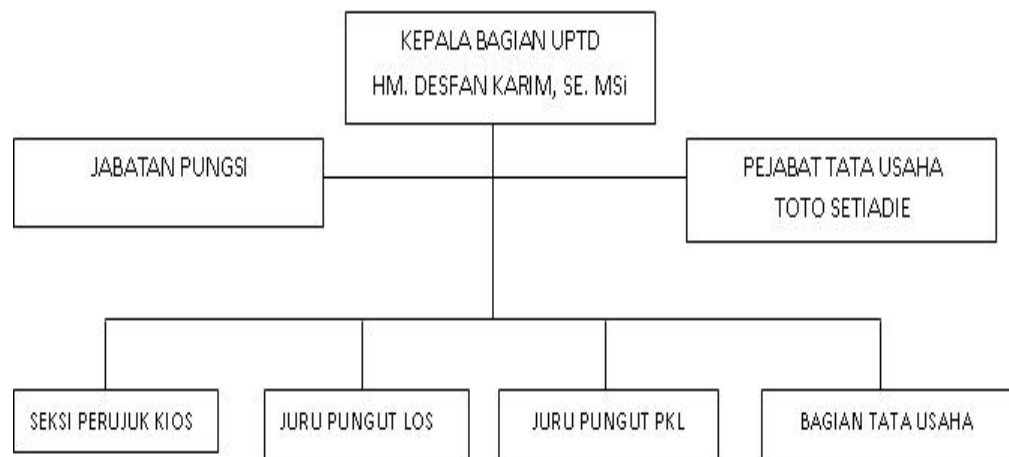 KEPALA BAGIAN UPTD
HM. DESFAN KARIM, SE. MSi
JABATAN PUNGSI
PEJABAT TATA USAHA
TOTO SETIADIE
SEKSI PERUJUK KIOS
JURU PUNGUT LOS
JURU PUNGUT PKL
BAGIAN TATA USAHA